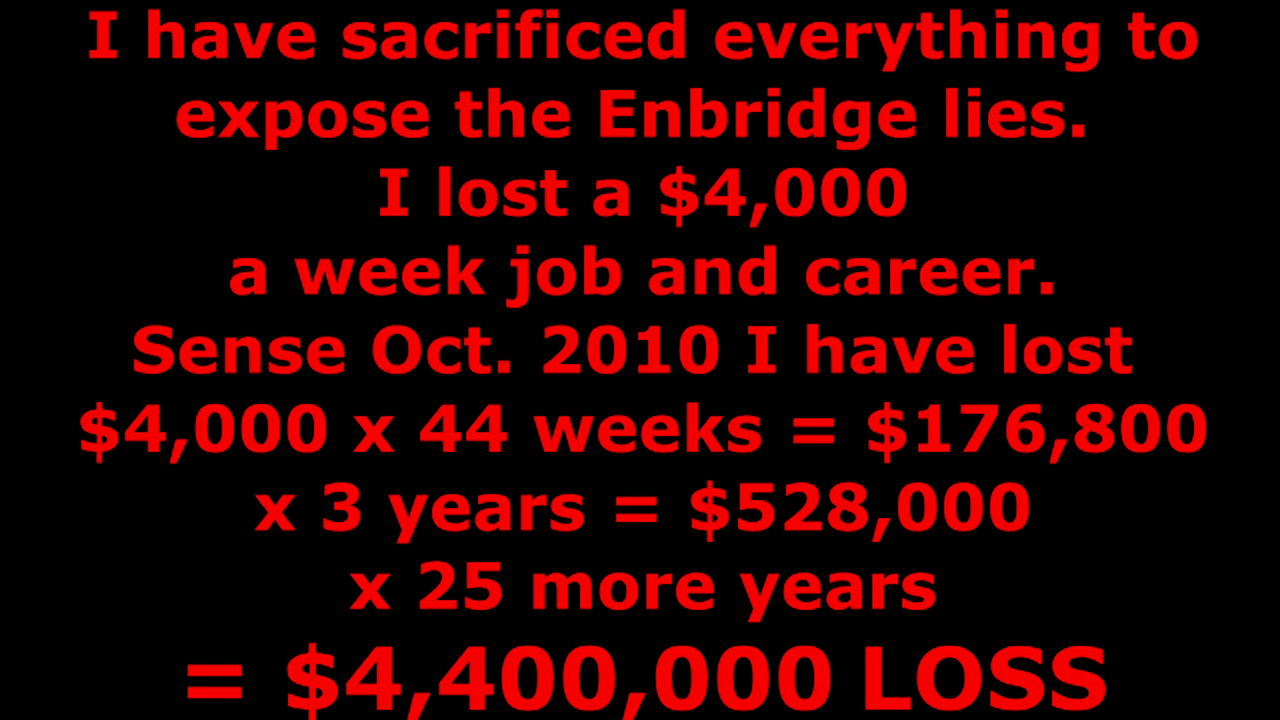 I have sacrificed everything to
expose the Enbridge lies.
I lost a $4,000
a week job and career.
Sense Oct. 2010 I have lost
$4,000 x 44 weeks = $176,800
x 3 years = $528,000
x 25 more years
= $4,400,000 LOSS